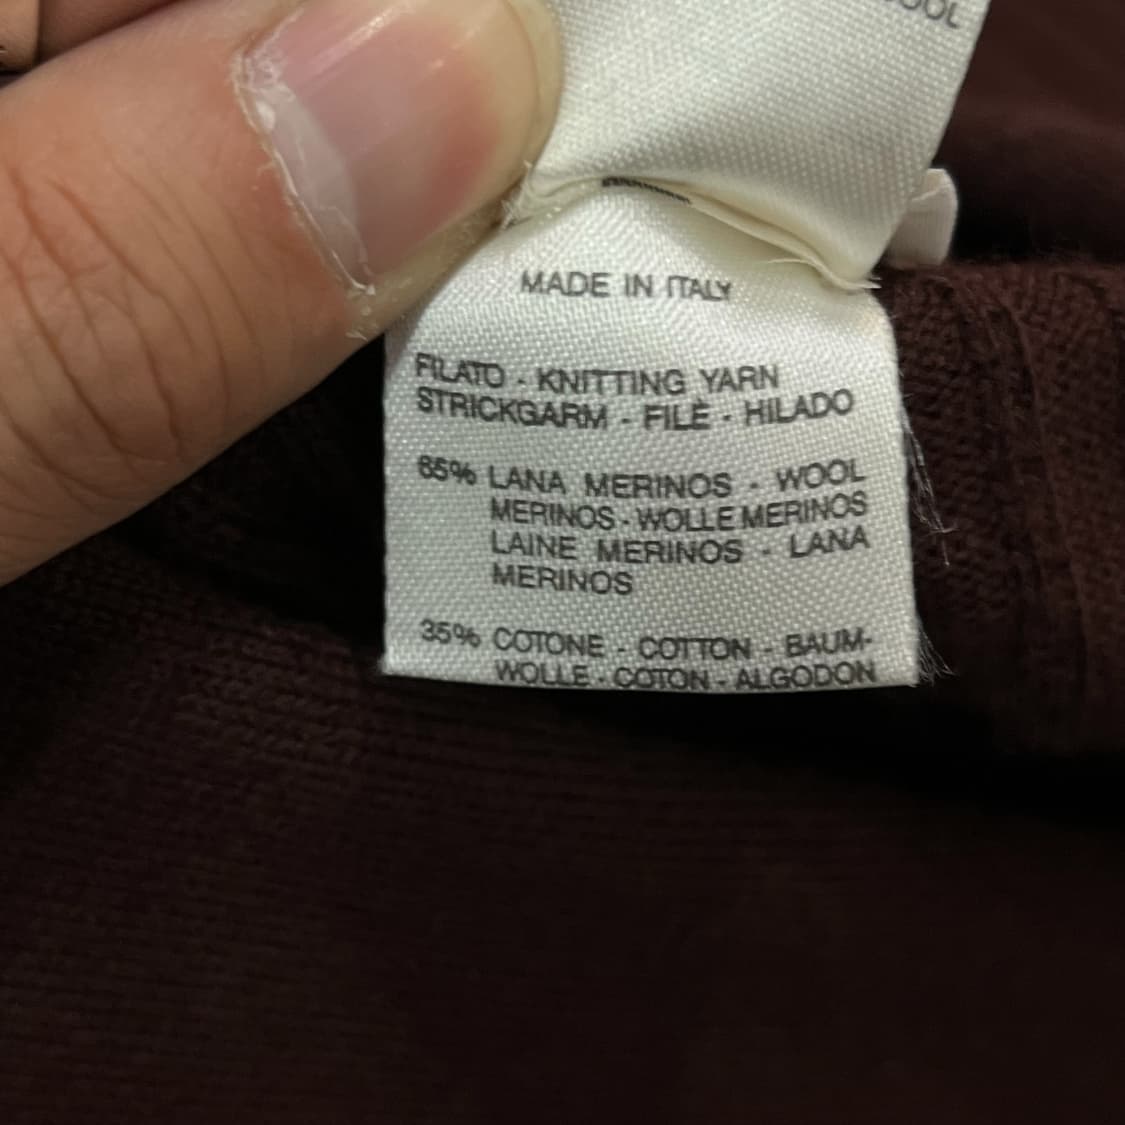 MADE IN ITALY
FILATO - KNITTING YARN
STRICKGARM - FILÈ - HILADO
65% LANA MERINOS - WOOL
MERINOS - WOLLE MERINOS
LAINE MERINOS - LANA
MERINOS
35% COTONE - COTTON - BAUM-
WOLLE - COTON - ALGODON